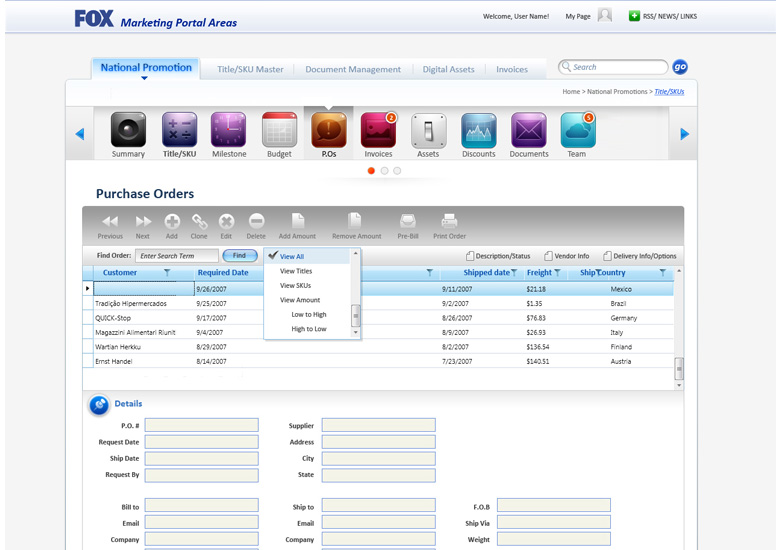 FOX Marketing Portal Areas
Welcome, User Name! My Page RSS/ NEWS/ LINKS
National Promotion Title/SKU Master Document Management Digital Assets Invoices Search go
Home > National Promotions > Title/SKUs
2 5
Summary Title/SKU Milestone Budget P.Os Invoices Assets Discounts Documents Team
Purchase Orders
Previous Next Add Clone Edit Delete Add Amount Remove Amount Pre-Bill Print Order
Find Order: Enter Search Term Find View All Description/Status Vendor Info Delivery Info/Options
View Titles
View SKUs
View Amount
Low to High
High to Low
Customer Required Date Shipped date Freight Ship Country
9/26/2007 9/11/2007 $21.18 Mexico
Tradição Hipermercados 9/25/2007 9/2/2007 $1.35 Brazil
QUICK-Stop 9/17/2007 8/26/2007 $76.83 Germany
Magazzini Alimentari Riunit 9/4/2007 8/9/2007 $26.93 Italy
Wartian Herkku 8/29/2007 8/2/2007 $136.54 Finland
Ernst Handel 8/14/2007 7/23/2007 $140.51 Austria
Details
P.O. # Supplier
Request Date Address
Ship Date City
Request By State
Bill to Ship to F.O.B
Email Email Ship Via
Company Company Weight